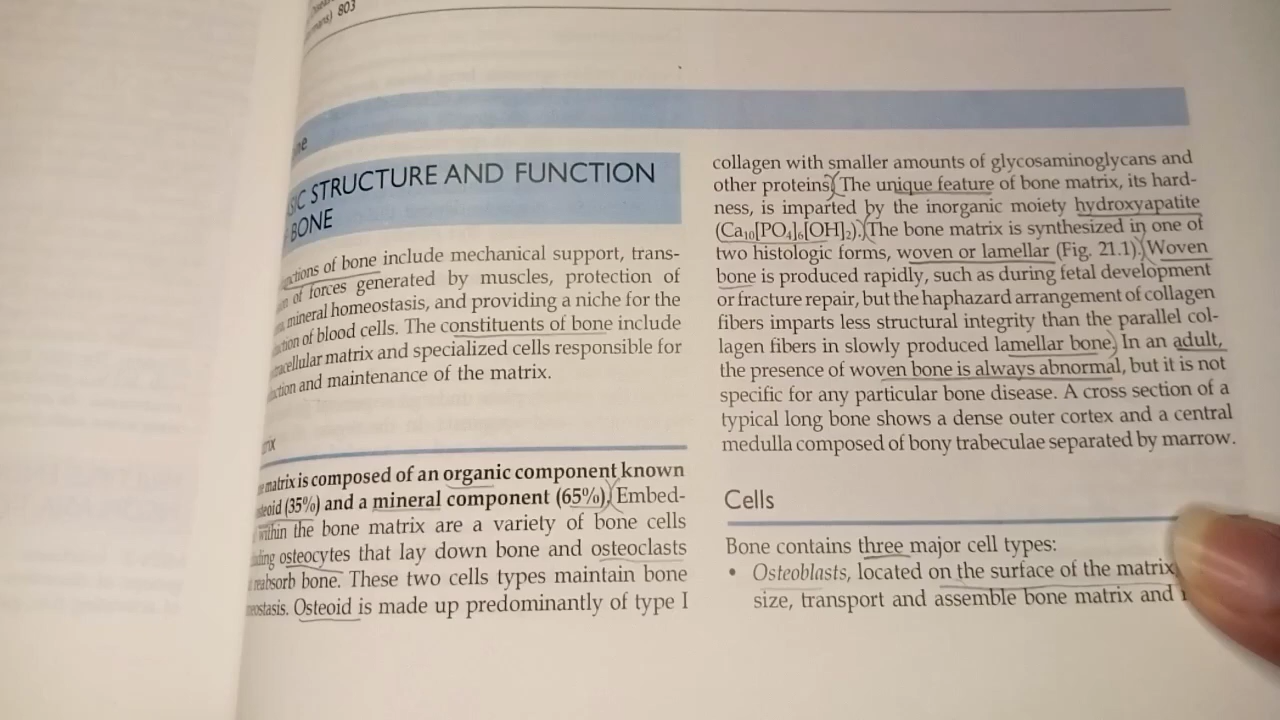 803
STRUCTURE AND FUNCTION
BONE
of bone include mechanical support, trans-
of forces generated by muscles, protection of
mineral homeostasis, and providing a niche for the
of blood cells. The constituents of bone include
matrix and specialized cells responsible for
and maintenance of the matrix.
matrix is composed of an organic component known
(35%) and a mineral component (65%). Embed-
within the bone matrix are a variety of bone cells
osteocytes that lay down bone and osteoclasts
reabsorb bone. These two cells types maintain bone
Osteoid is made up predominantly of type I
collagen with smaller amounts of glycosaminoglycans and
other proteins. The unique feature of bone matrix, its hard-
ness, is imparted by the inorganic moiety hydroxyapatite
(Ca₁₀[PO₄]₆[OH]₂). The bone matrix is synthesized in one of
two histologic forms, woven or lamellar (Fig. 21.1). Woven
bone is produced rapidly, such as during fetal development
or fracture repair, but the haphazard arrangement of collagen
fibers imparts less structural integrity than the parallel col-
lagen fibers in slowly produced lamellar bone. In an adult,
the presence of woven bone is always abnormal, but it is not
specific for any particular bone disease. A cross section of a
typical long bone shows a dense outer cortex and a central
medulla composed of bony trabeculae separated by marrow.
Cells
Bone contains three major cell types:
• Osteoblasts, located on the surface of the matrix,
size, transport and assemble bone matrix and